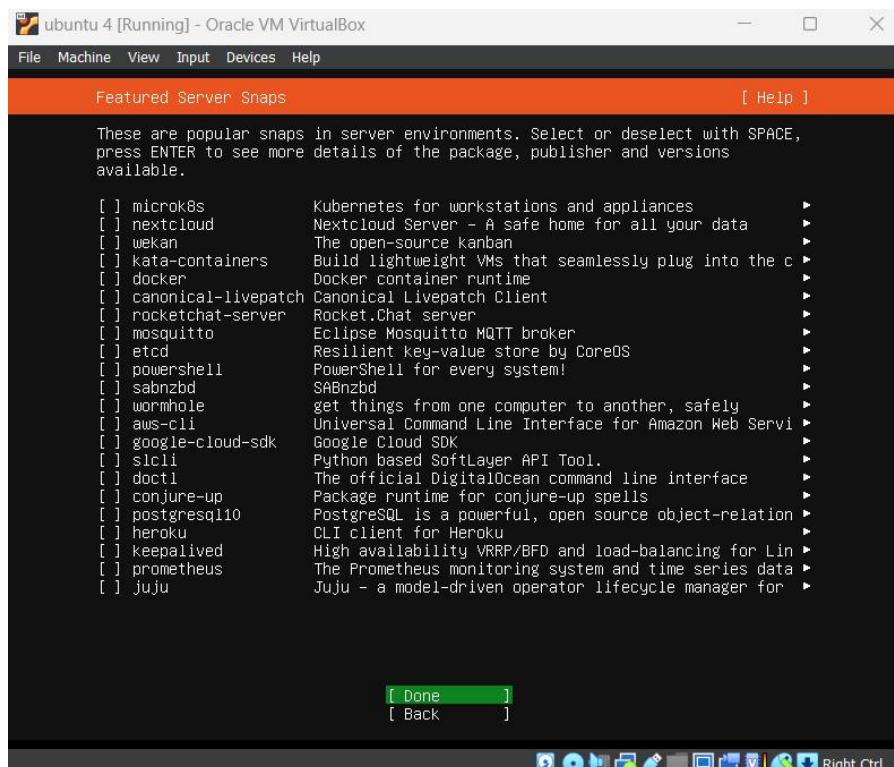 ubuntu 4 [Running] - Oracle VM VirtualBox
File Machine View Input Devices Help
Featured Server Snaps [ Help ]
These are popular snaps in server environments. Select or deselect with SPACE,
press ENTER to see more details of the package, publisher and versions
available.
[ ] microk8s Kubernetes for workstations and appliances ►
[ ] nextcloud Nextcloud Server - A safe home for all your data ►
[ ] wekan The open-source kanban ►
[ ] kata-containers Build lightweight VMs that seamlessly plug into the c ►
[ ] docker Docker container runtime ►
[ ] canonical-livepatch Canonical Livepatch Client ►
[ ] rocketchat-server Rocket.Chat server ►
[ ] mosquitto Eclipse Mosquitto MQTT broker ►
[ ] etcd Resilient key-value store by CoreOS ►
[ ] powershell PowerShell for every system! ►
[ ] sabnzbd SABnzbd ►
[ ] wormhole get things from one computer to another, safely ►
[ ] aws-cli Universal Command Line Interface for Amazon Web Servi ►
[ ] google-cloud-sdk Google Cloud SDK ►
[ ] slcli Python based SoftLayer API Tool. ►
[ ] doctl The official DigitalOcean command line interface ►
[ ] conjure-up Package runtime for conjure-up spells ►
[ ] postgresql10 PostgreSQL is a powerful, open source object-relation ►
[ ] heroku CLI client for Heroku ►
[ ] keepalived High availability VRRP/BFD and load-balancing for Lin ►
[ ] prometheus The Prometheus monitoring system and time series data ►
[ ] juju Juju - a model-driven operator lifecycle manager for ►
[ Done ]
[ Back ]
Right Ctrl